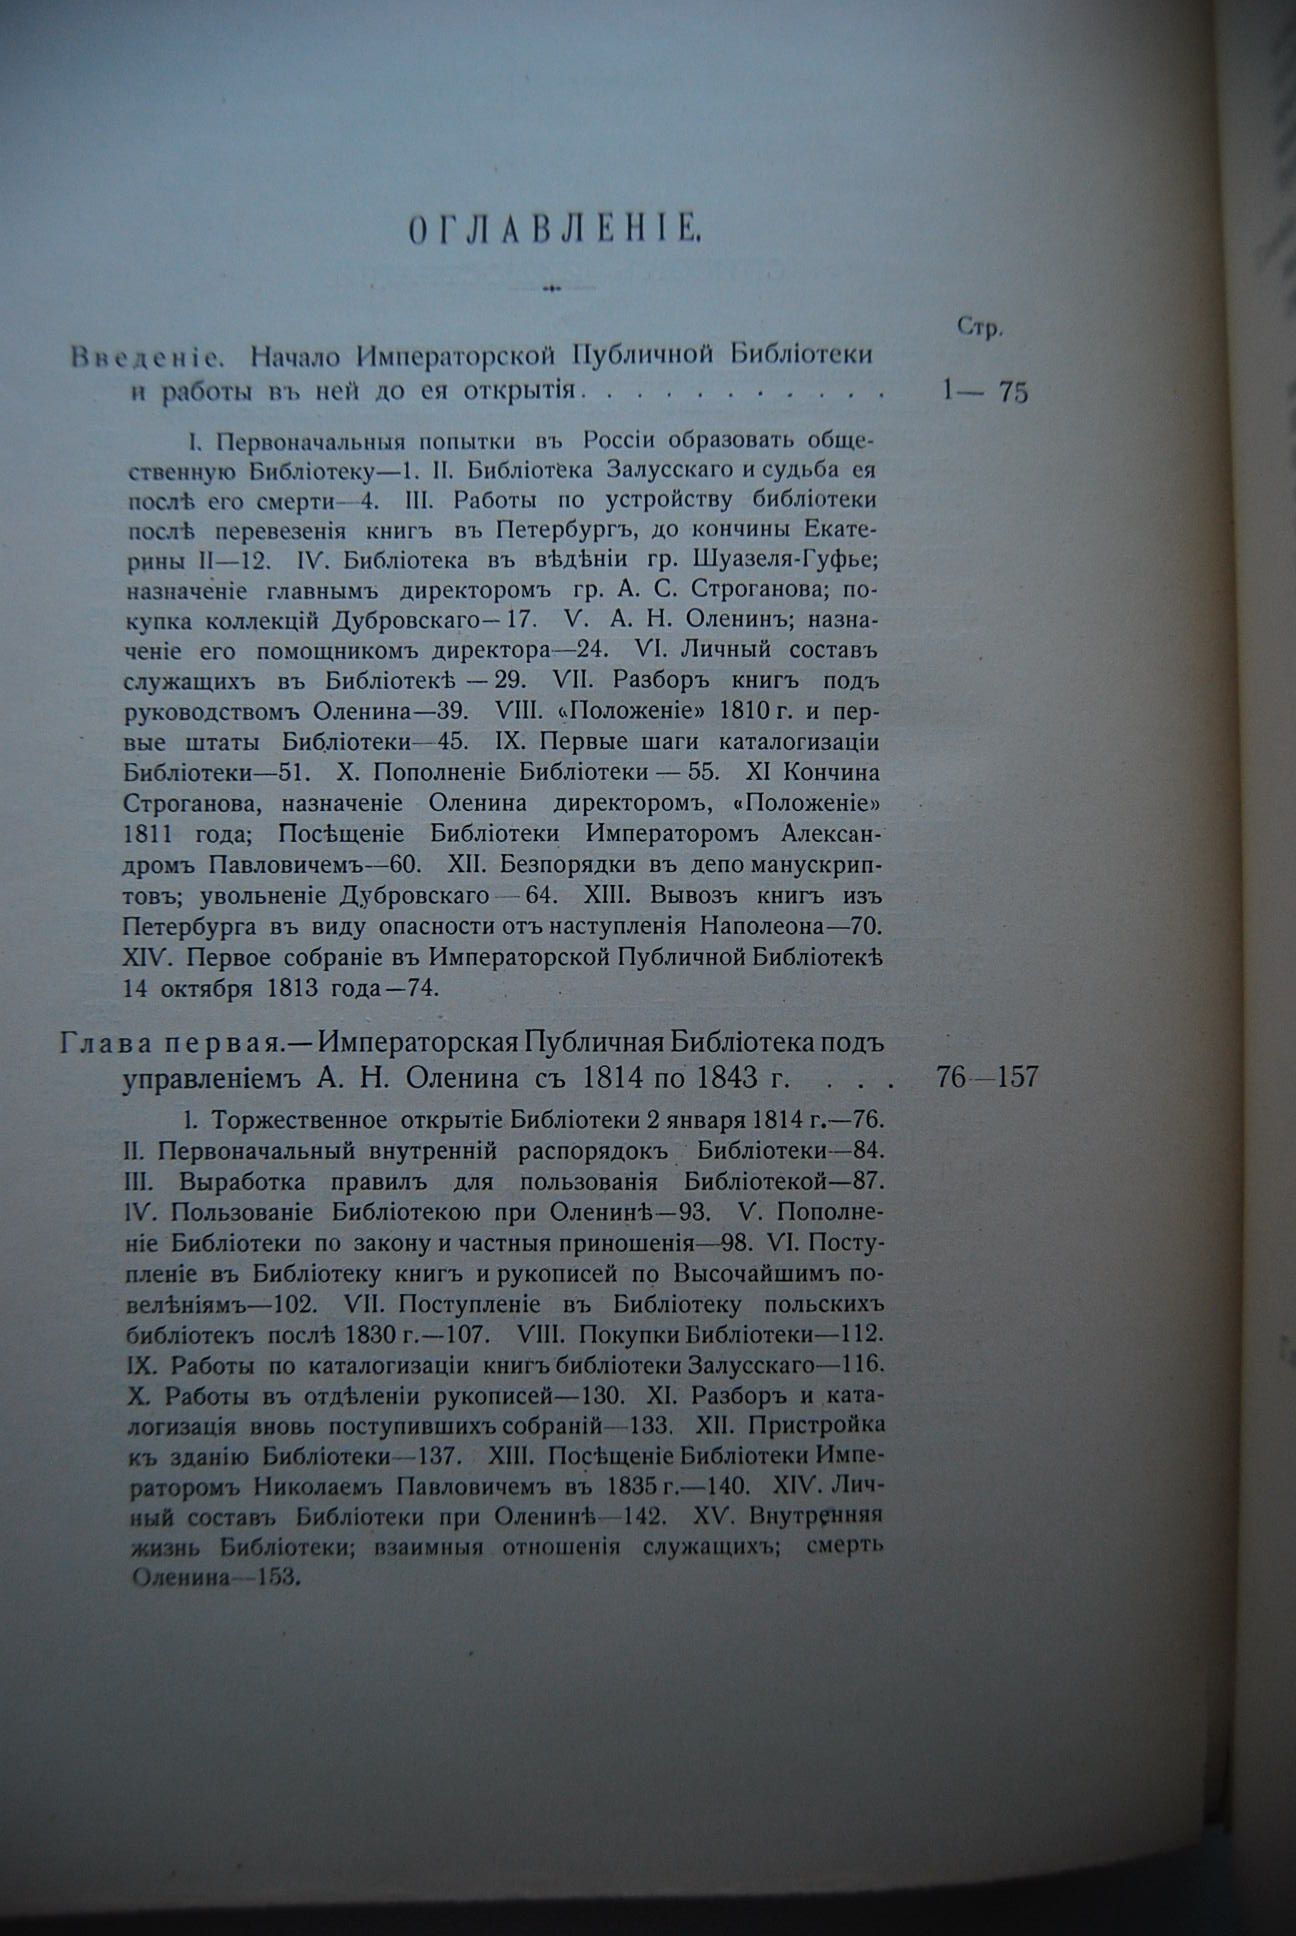 ОГЛАВЛЕНІЕ.
Стр.
Введеніе. Начало Императорской Публичной Библіотеки
и работы въ ней до ея открытія. . . . . . . . . . . 1— 75
I. Первоначальныя попытки въ Россіи образовать обще-
ственную Библіотеку—1. II. Библіотека Залусскаго и судьба ея
послѣ его смерти—4. III. Работы по устройству библіотеки
послѣ перевезенія книгъ въ Петербургъ, до кончины Екате-
рины II—12. IV. Библіотека въ вѣдѣніи гр. Шуазеля-Гуфье;
назначеніе главнымъ директоромъ гр. А. С. Строганова; по-
купка коллекцій Дубровскаго—17. V. А. Н. Оленинъ; назна-
ченіе его помощникомъ директора—24. VI. Личный составъ
служащихъ въ Библіотекѣ — 29. VII. Разборъ книгъ подъ
руководствомъ Оленина—39. VIII. «Положеніе» 1810 г. и пер-
вые штаты Библіотеки—45. IX. Первые шаги каталогизаціи
Библіотеки—51. X. Пополненіе Библіотеки — 55. XI Кончина
Строганова, назначеніе Оленина директоромъ, «Положеніе»
1811 года; Посѣщеніе Библіотеки Императоромъ Алексан-
дромъ Павловичемъ—60. XII. Безпорядки въ депо манускрип-
товъ; увольненіе Дубровскаго — 64. XIII. Вывозъ книгъ изъ
Петербурга въ виду опасности отъ наступленія Наполеона—70.
XIV. Первое собраніе въ Императорской Публичной Библіотекѣ
14 октября 1813 года—74.
Глава первая.—Императорская Публичная Библіотека подъ
управленіемъ А. Н. Оленина съ 1814 по 1843 г. . . . 76—157
I. Торжественное открытіе Библіотеки 2 января 1814 г.—76.
II. Первоначальный внутренній распорядокъ Библіотеки—84.
III. Выработка правилъ для пользованія Библіотекой—87.
IV. Пользованіе Библіотекою при Оленинѣ—93. V. Пополне-
ніе Библіотеки по закону и частныя приношенія—98. VI. Посту-
пленіе въ Библіотеку книгъ и рукописей по Высочайшимъ по-
велѣніямъ—102. VII. Поступленіе въ Библіотеку польскихъ
библіотекъ послѣ 1830 г.—107. VIII. Покупки Библіотеки—112.
IX. Работы по каталогизаціи книгъ библіотеки Залусскаго—116.
X. Работы въ отдѣленіи рукописей—130. XI. Разборъ и ката-
логизація вновь поступившихъ собраній—133. XII. Пристройка
къ зданію Библіотеки—137. XIII. Посѣщеніе Библіотеки Импе-
раторомъ Николаемъ Павловичемъ въ 1835 г.—140. XIV. Лич-
ный составъ Библіотеки при Оленинѣ—142. XV. Внутренняя
жизнь Библіотеки; взаимныя отношенія служащихъ; смерть
Оленина—153.